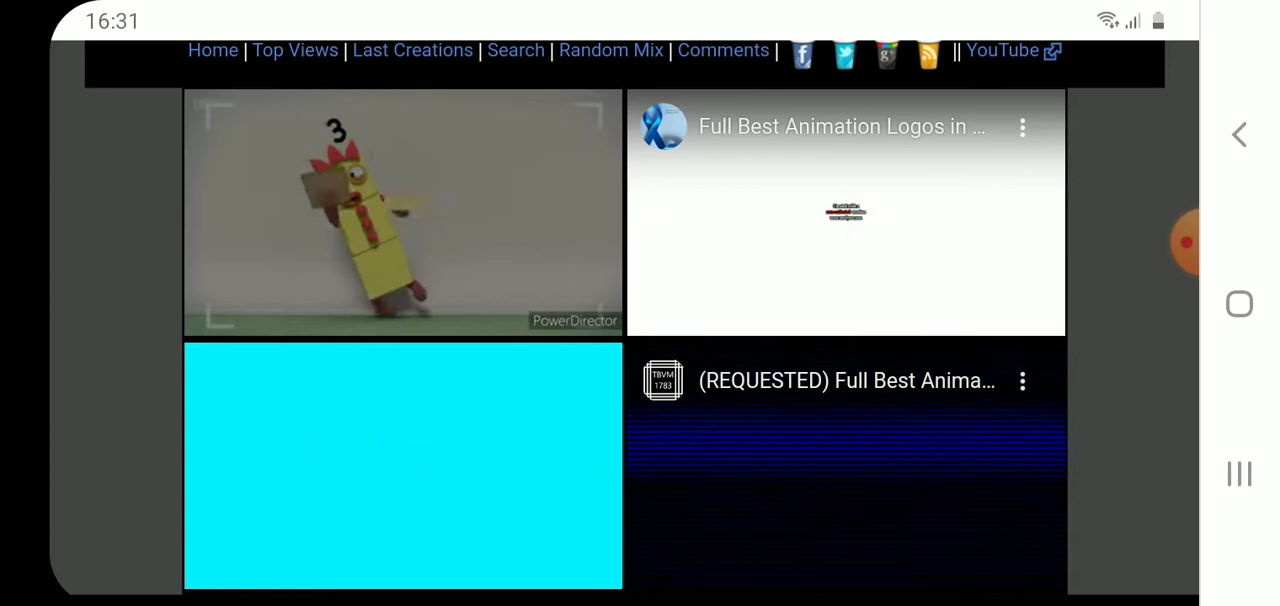 16:31
Home | Top Views | Last Creations | Search | Random Mix | Comments | || YouTube
3
PowerDirector
Full Best Animation Logos in ...
TBVM
1783
(REQUESTED) Full Best Anima...